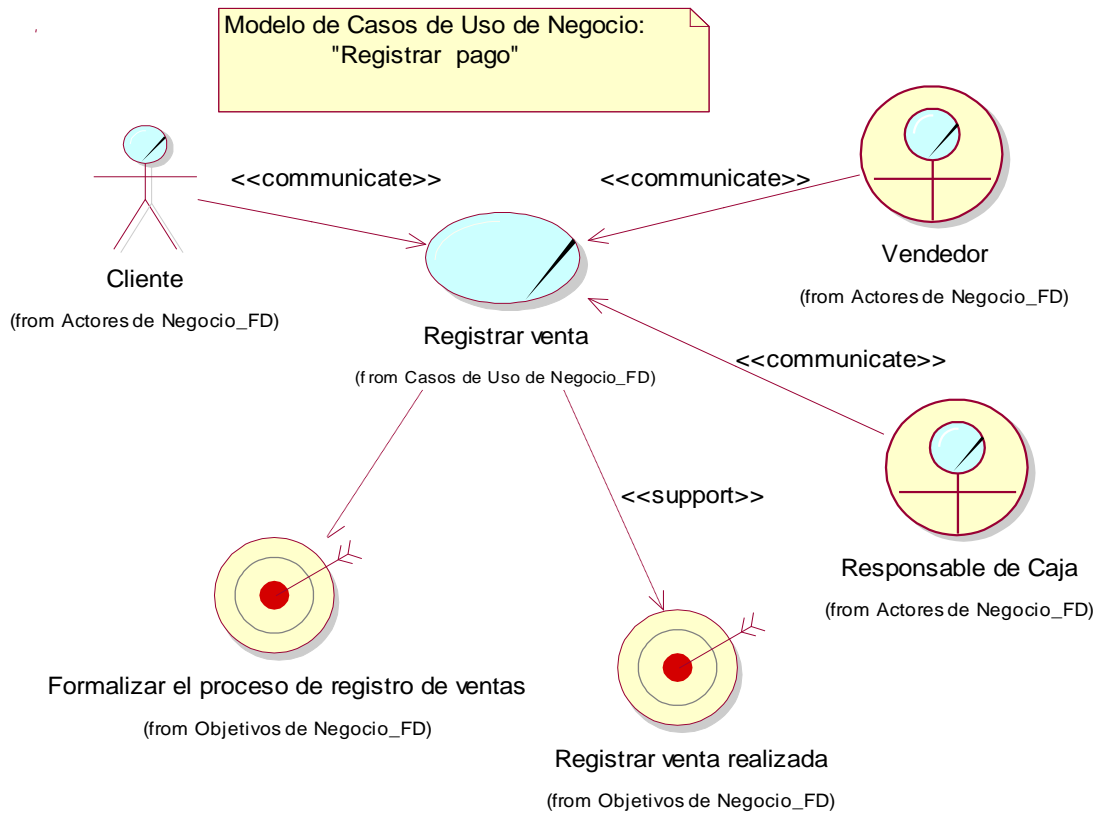 Modelo de Casos de Uso de Negocio:
"Registrar pago"
<<communicate>>
<<communicate>>
Cliente
(from Actores de Negocio_FD)
Vendedor
(from Actores de Negocio_FD)
Registrar venta
(from Casos de Uso de Negocio_FD)
<<communicate>>
<<support>>
Responsable de Caja
(from Actores de Negocio_FD)
Formalizar el proceso de registro de ventas
(from Objetivos de Negocio_FD)
Registrar venta realizada
(from Objetivos de Negocio_FD)